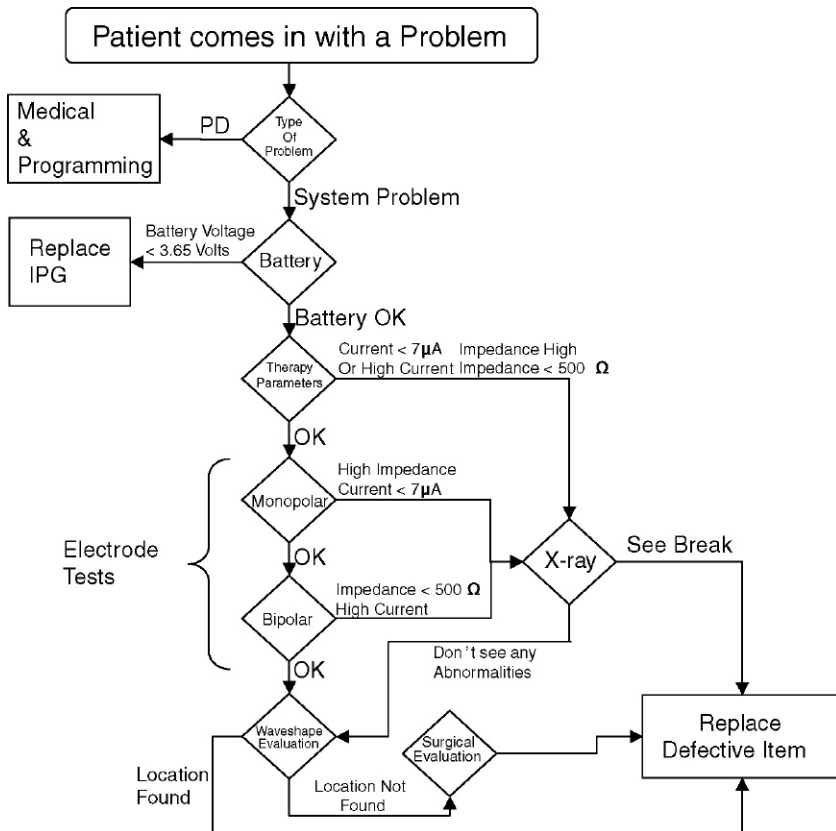 Patient comes in with a Problem
Medical
&
Programming
PD
Type
Of
Problem
System Problem
Replace
IPG
Battery Voltage
< 3.65 Volts
Battery
Battery OK
Therapy
Parameters
Current < 7µA Impedance High
Or High Current Impedance < 500 Ω
OK
Electrode
Tests
Monopolar
High Impedance
Current < 7µA
OK
X-ray
See Break
Bipolar
Impedance < 500 Ω
High Current
OK
Don't see any
Abnormalities
Waveshape
Evaluation
Surgical
Evaluation
Replace
Defective Item
Location
Found
Location Not
Found